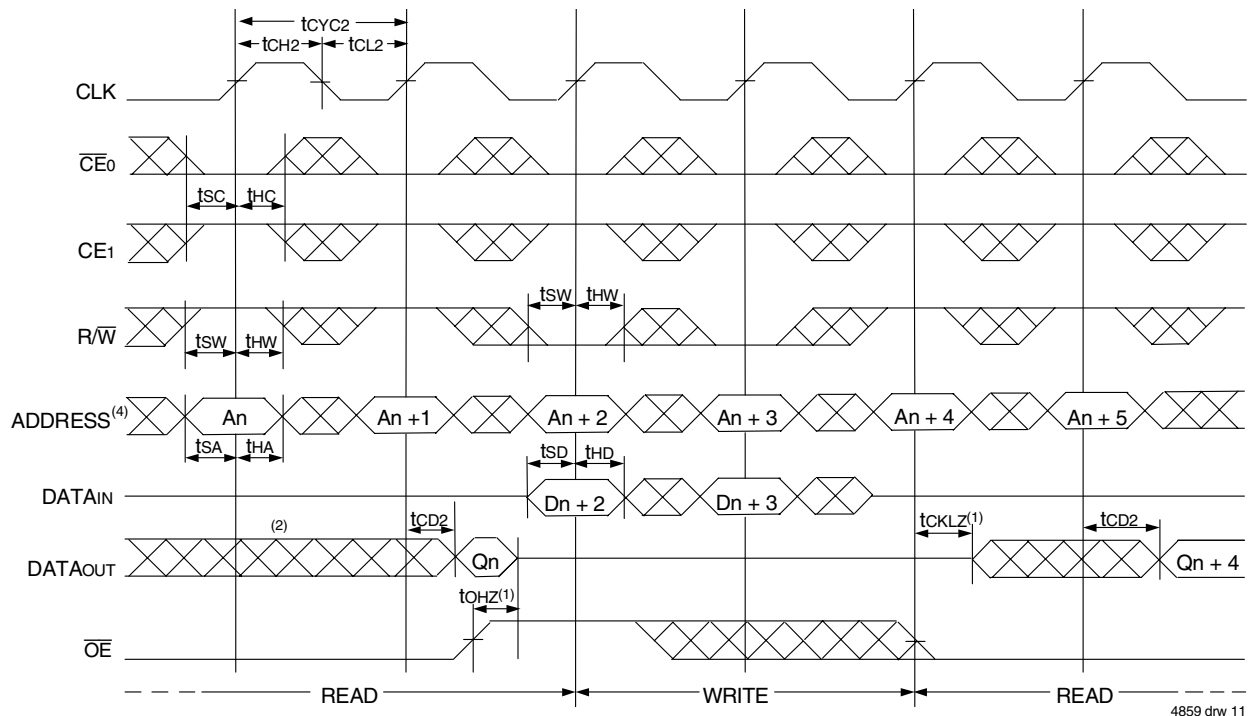 tCYC2
tCH2 tCL2
CLK
CE0
tSC tHC
CE1
tSW tHW
R/W
tSW tHW
ADDRESS(4) An An +1 An + 2 An + 3 An + 4 An + 5
tSA tHA tSD tHD
DATAIN Dn + 2 Dn + 3
(2) tCD2 tCKLZ(1) tCD2
DATAOUT Qn Qn + 4
tOHZ(1)
OE
READ WRITE READ
4859 drw 11